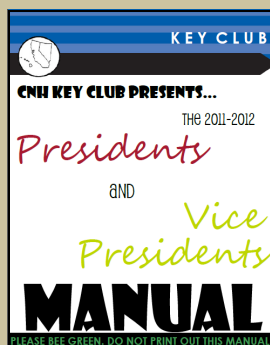 KEY CLUB
CNH KEY CLUB PRESENTS...
THE 2011-2012
Presidents
AND
Vice
Presidents
MANUAL
PLEASE BEE GREEN, DO NOT PRINT OUT THIS MANUAL